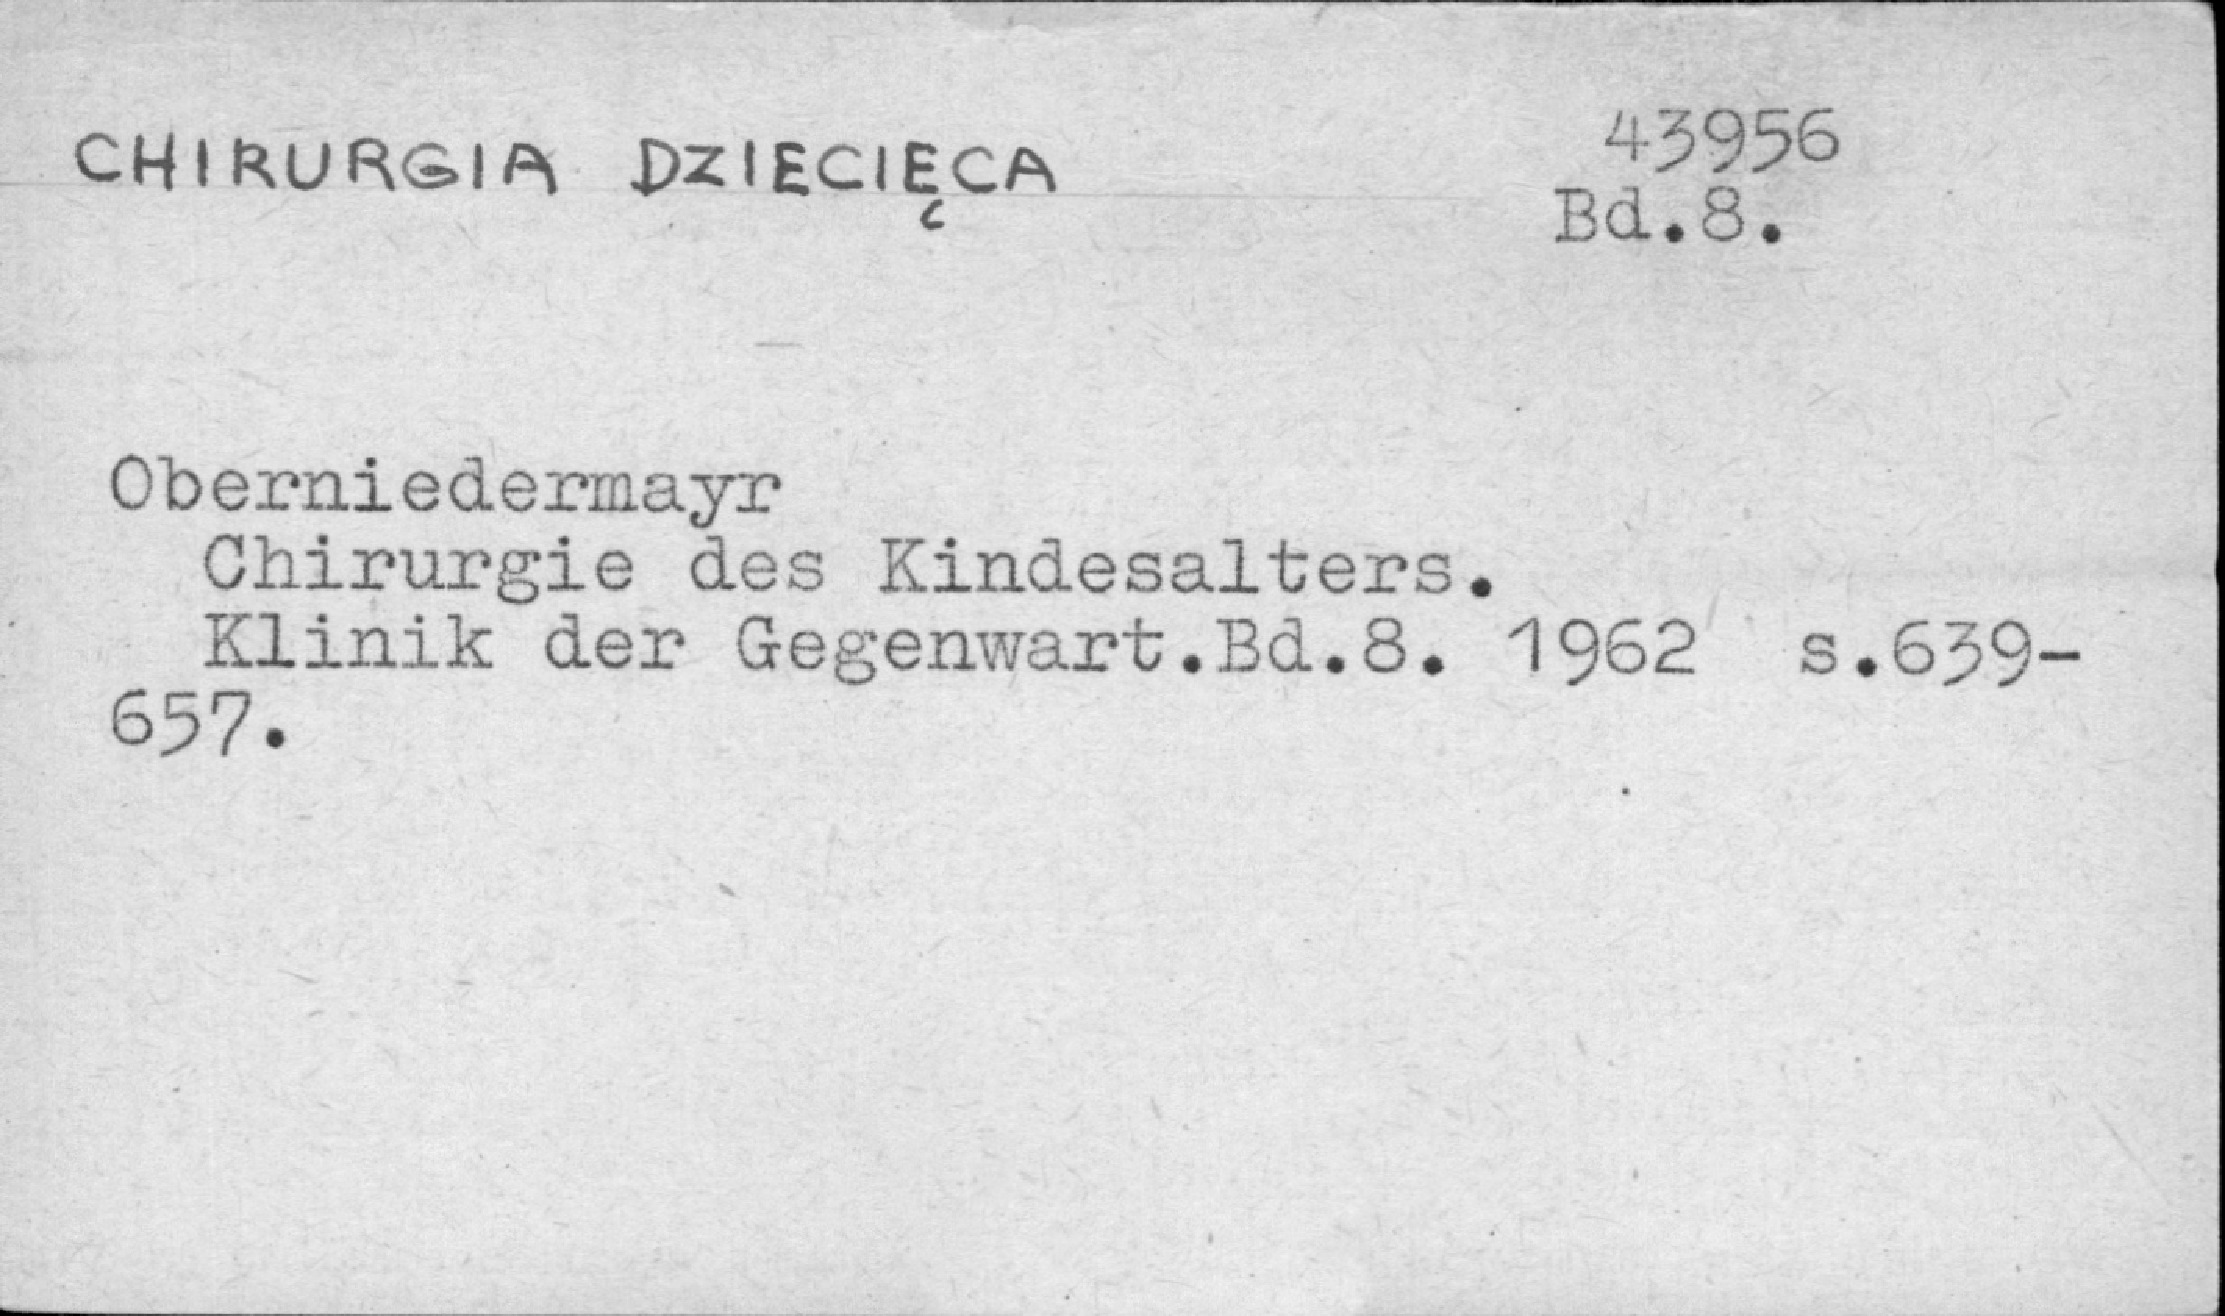 CHIRURGIA DZIECIĘCA
43956
Bd.8.
Oberniedermayr
Chirurgie des Kindesalters.
Klinik der Gegenwart.Bd.8. 1962 s.639-
657.